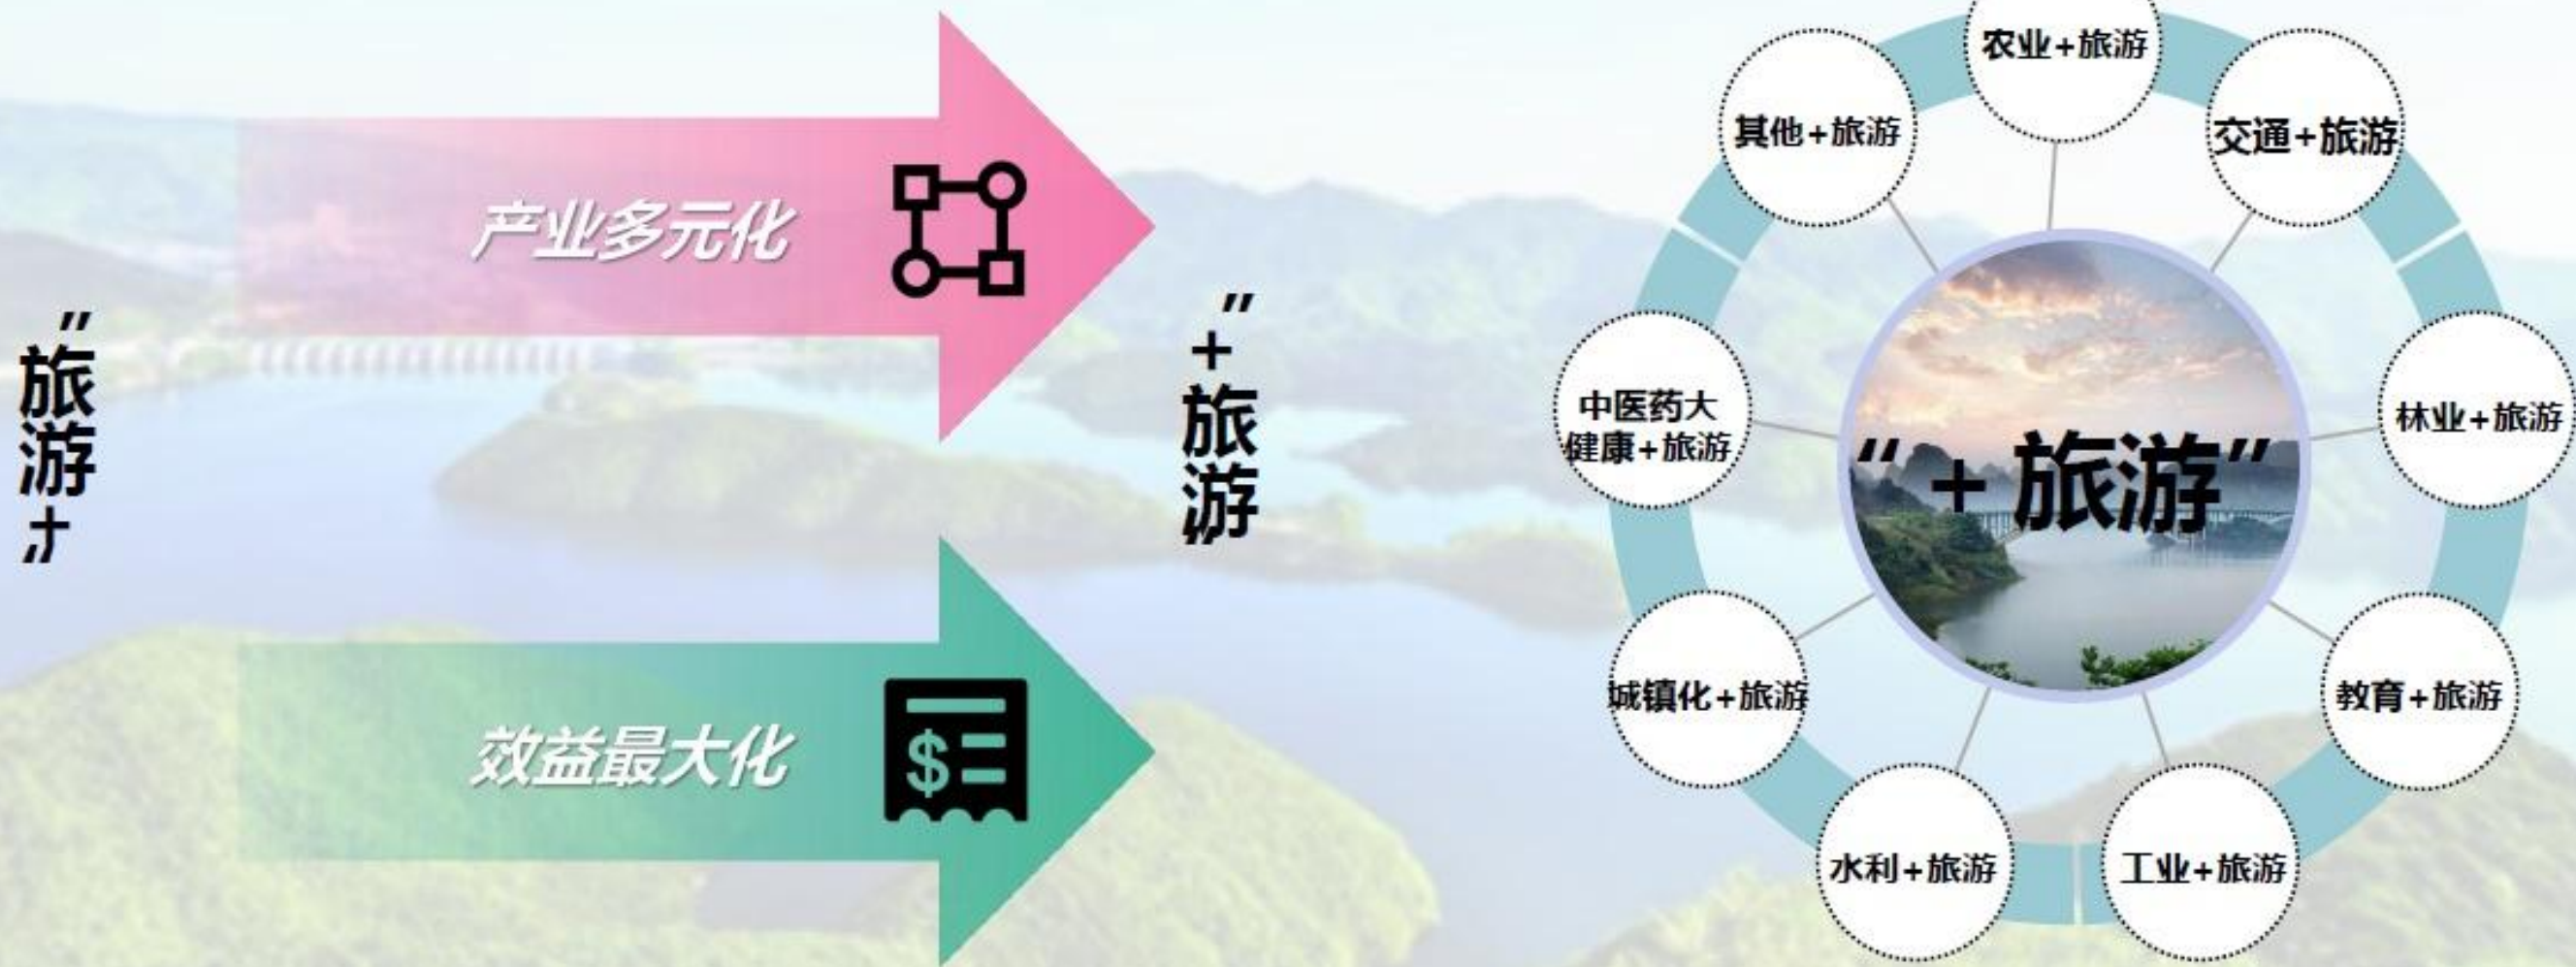 “旅游+”
产业多元化
效益最大化
“+旅游”
“+旅游”
农业+旅游
交通+旅游
林业+旅游
教育+旅游
工业+旅游
水利+旅游
城镇化+旅游
中医药大
健康+旅游
其他+旅游
$